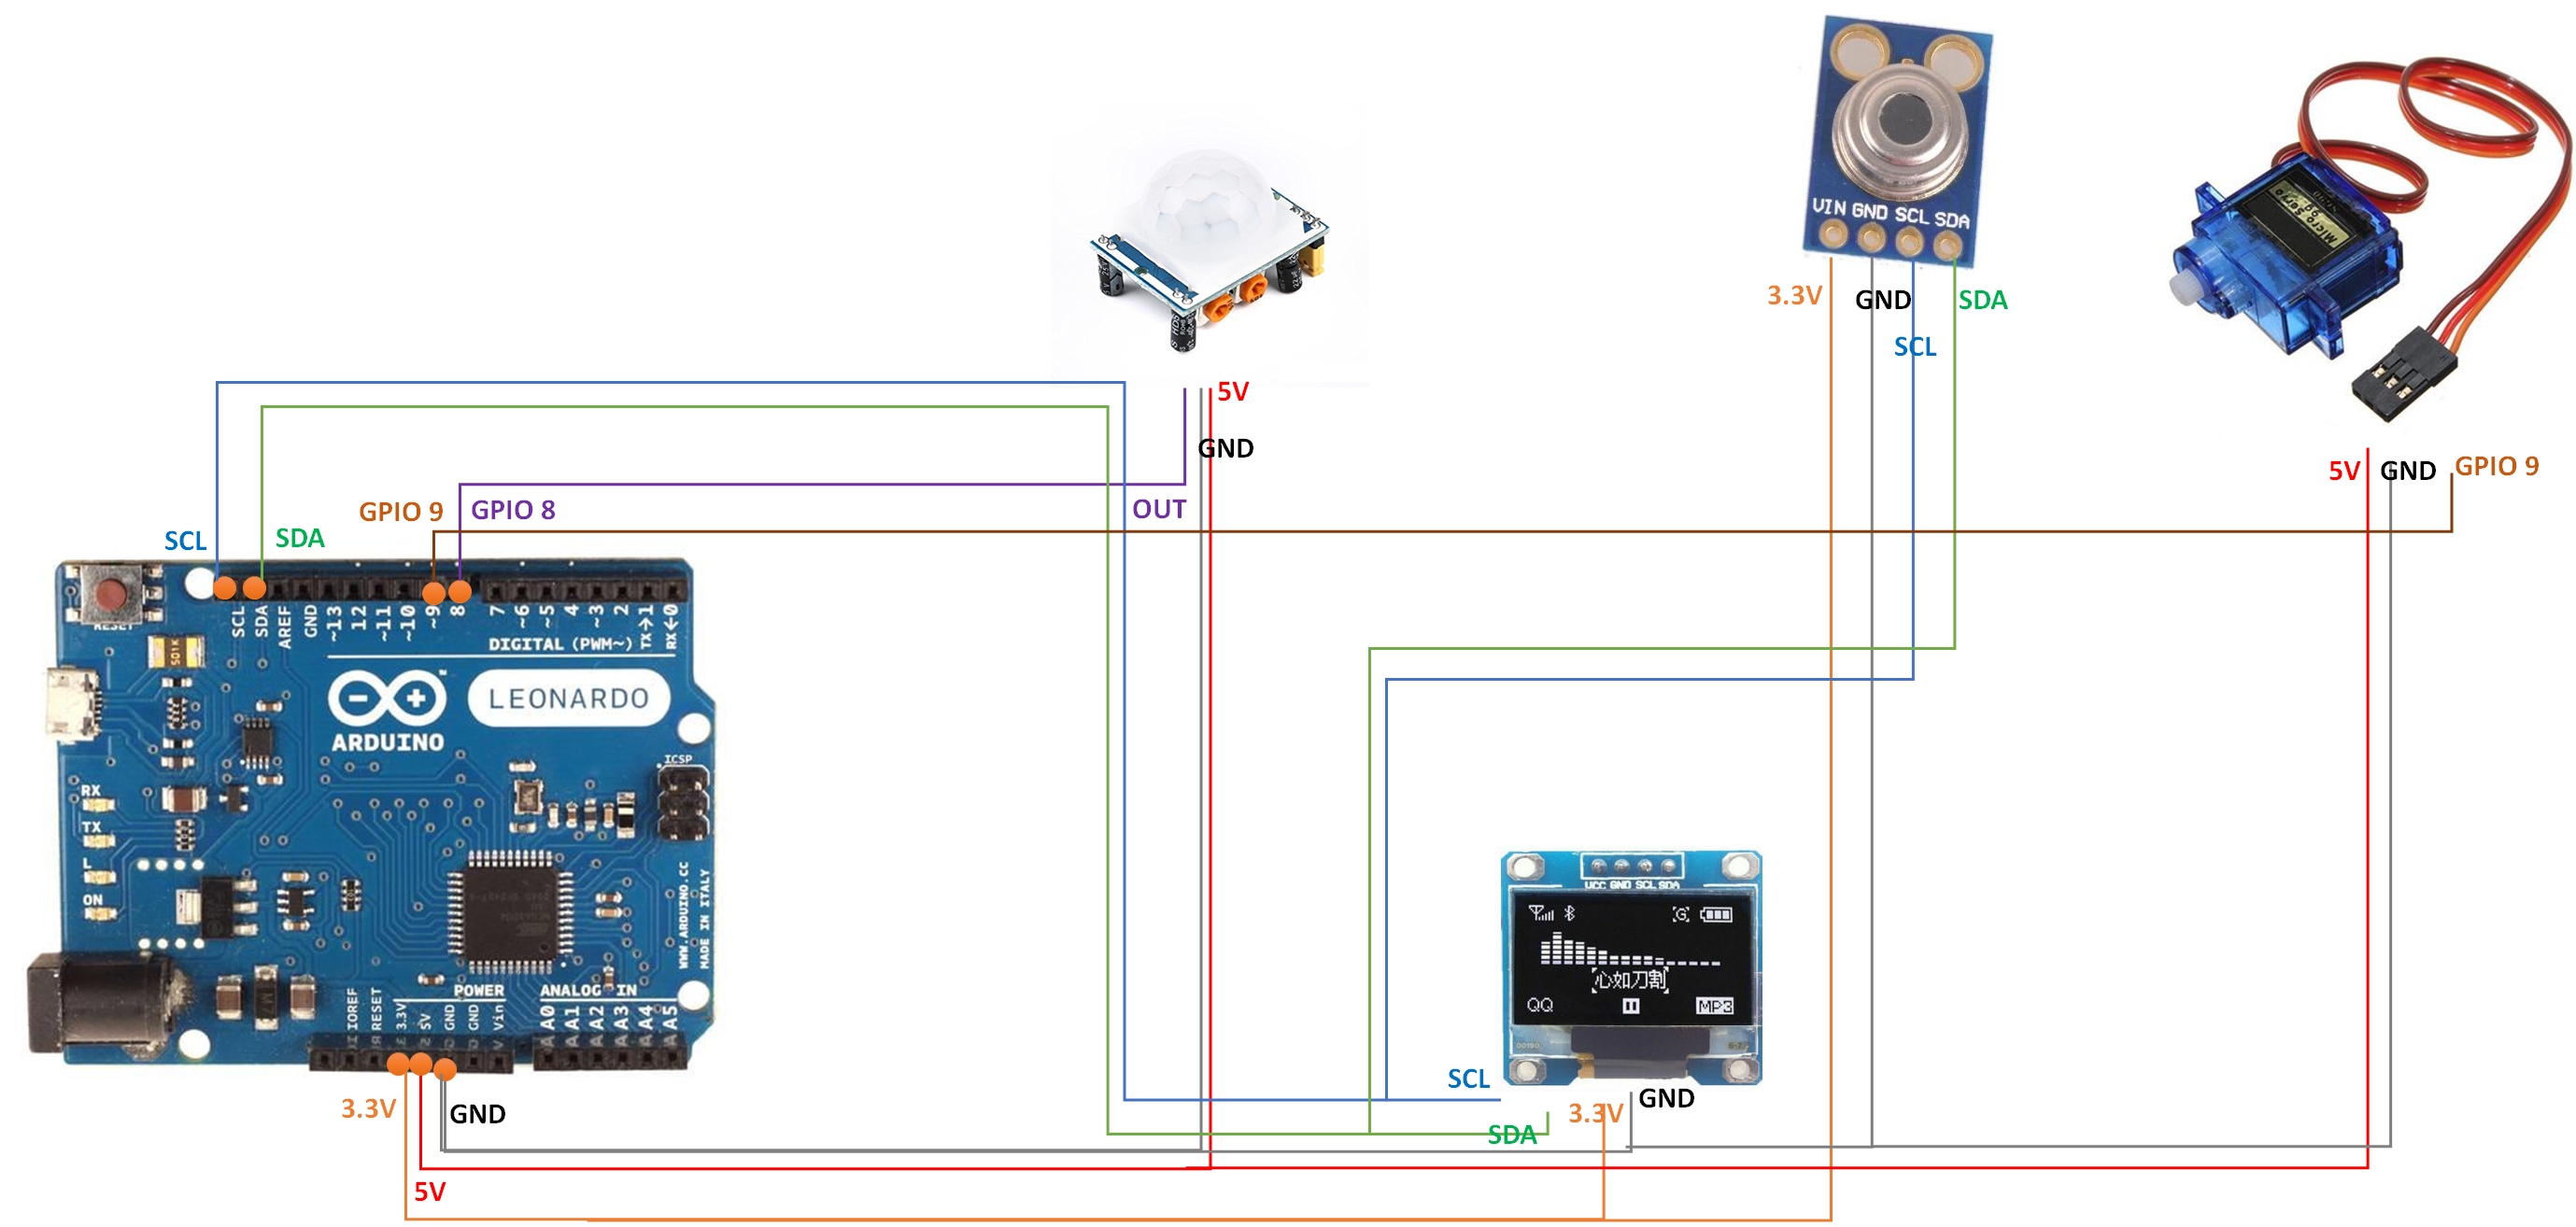 VIN GND SCL SDA
3.3V
GND
SDA
SCL
5V
GND
OUT
5V
GND
GPIO 9
GPIO 9
GPIO 8
SCL
SDA
RESET
SCL
SDA
AREF
GND
~13
12
~11
~10
~9
8
7
~6
~5
4
~3
2
TX→1
RX←0
DIGITAL (PWM~)
LEONARDO
ARDUINO
ICSP
RX
TX
L
ON
WWW.ARDUINO.CC
MADE IN ITALY
POWER
ANALOG IN
IOREF
RESET
3.3V
5V
GND
GND
Vin
A0
A1
A2
A3
A4
A5
3.3V
GND
5V
VCC GND SCL SDA
G
心如刀割
QQ
MP3
SCL
SDA
3.3V
GND